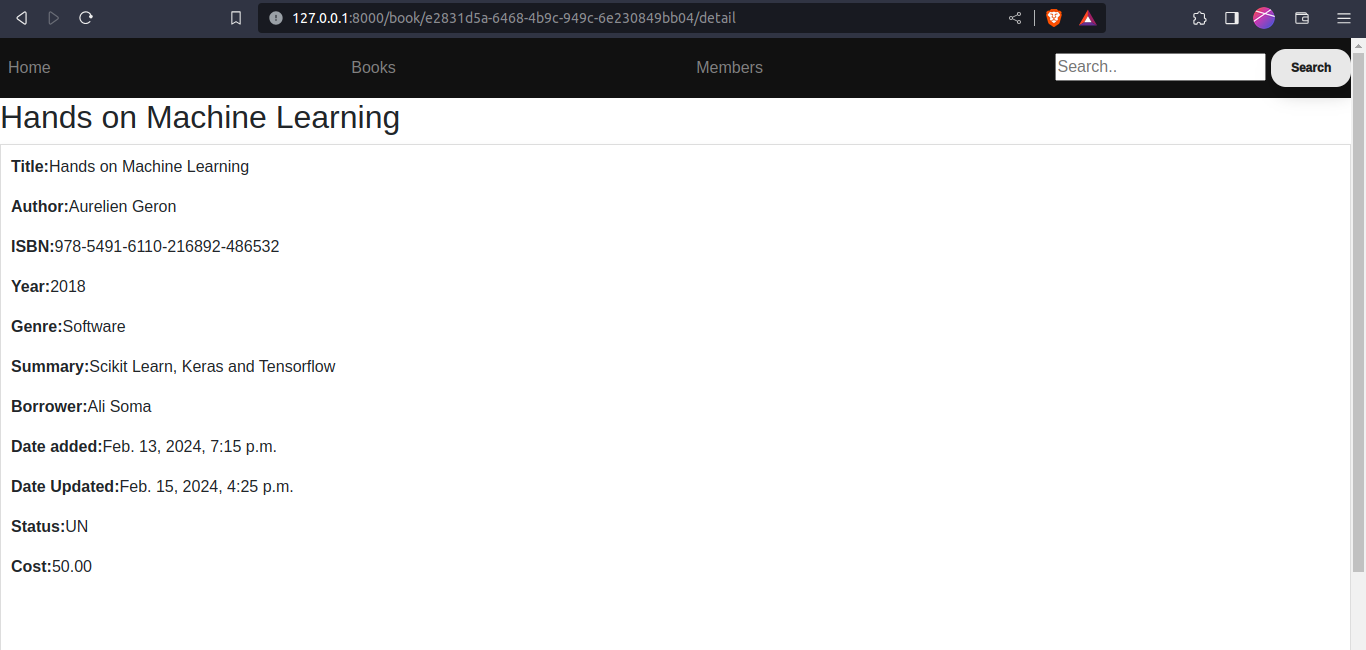 127.0.0.1:8000/book/e2831d5a-6468-4b9c-949c-6e230849bb04/detail
Home Books Members Search.. Search
Hands on Machine Learning
Title:Hands on Machine Learning
Author:Aurelien Geron
ISBN:978-5491-6110-216892-486532
Year:2018
Genre:Software
Summary:Scikit Learn, Keras and Tensorflow
Borrower:Ali Soma
Date added:Feb. 13, 2024, 7:15 p.m.
Date Updated:Feb. 15, 2024, 4:25 p.m.
Status:UN
Cost:50.00